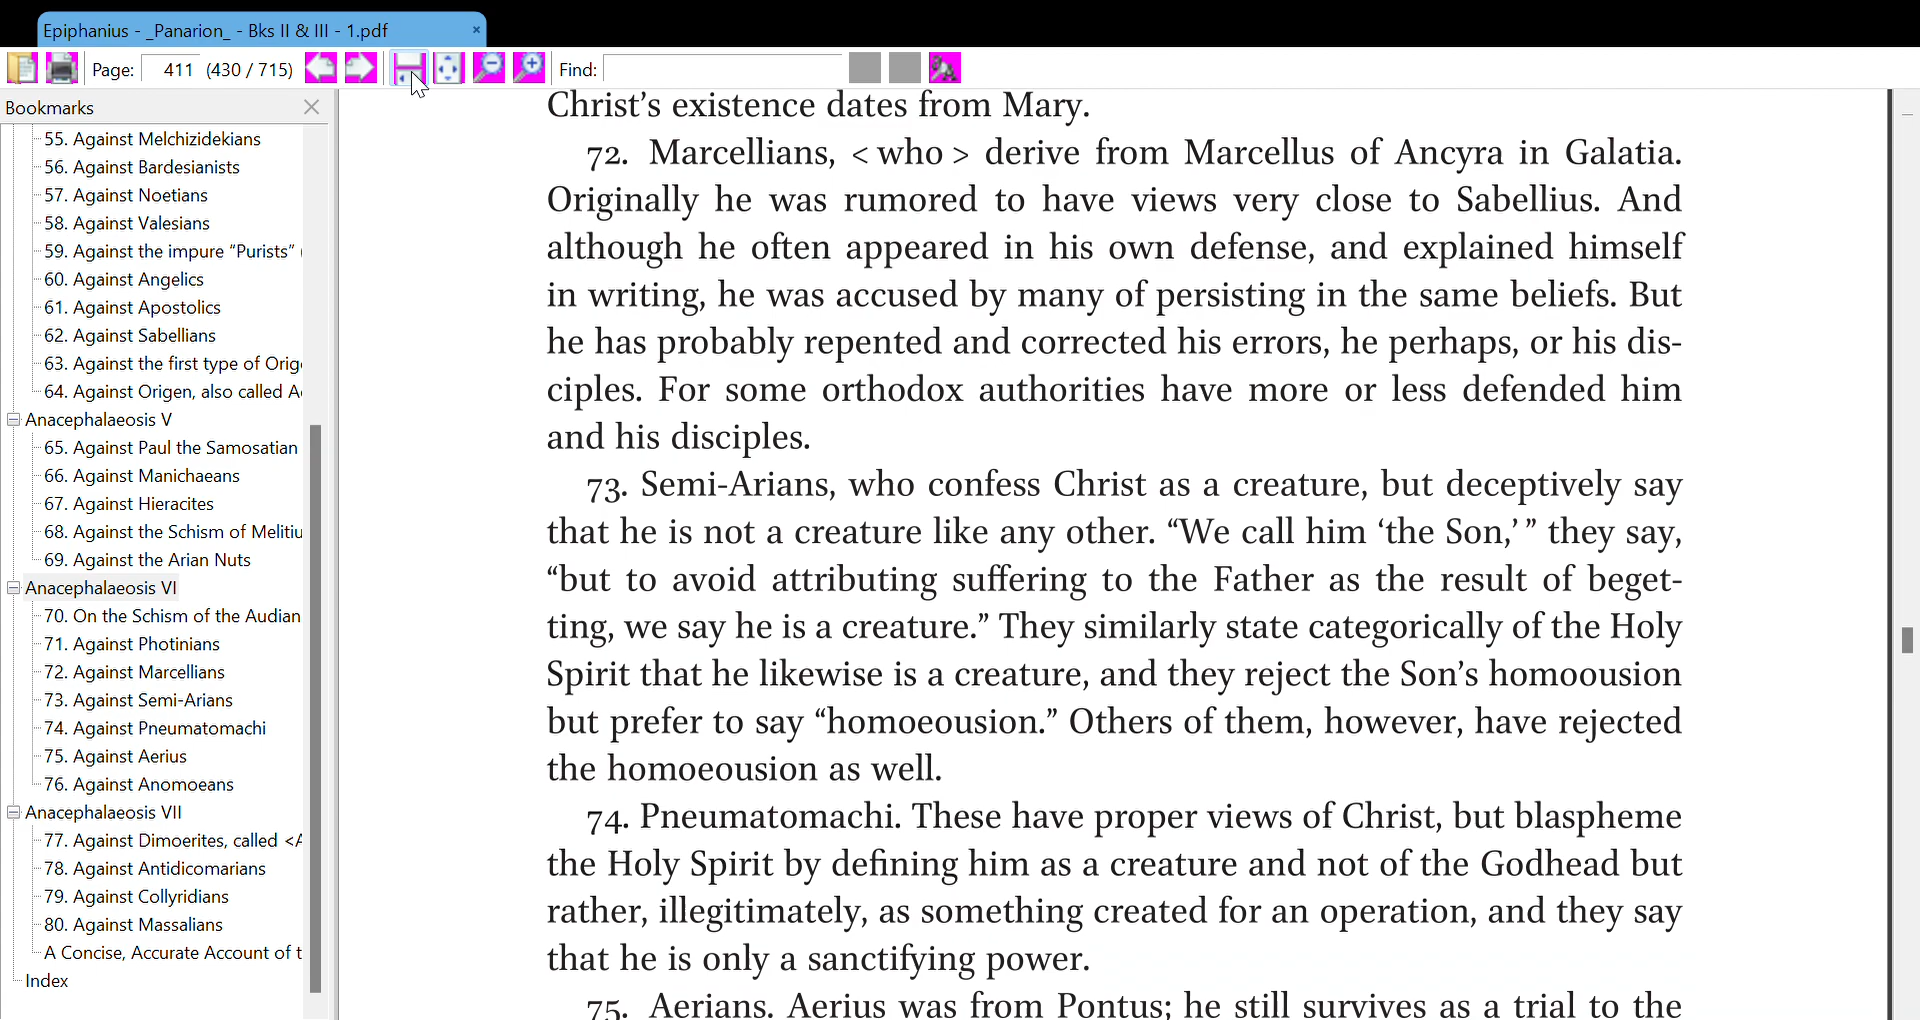 Epiphanius - _Panarion_ - Bks II & III - 1.pdf
Page: 411 (430 / 715)
Find:
Bookmarks
55. Against Melchizidekians
56. Against Bardesianists
57. Against Noetians
58. Against Valesians
59. Against the impure “Purists” (
60. Against Angelics
61. Against Apostolics
62. Against Sabellians
63. Against the first type of Orig
64. Against Origen, also called A
Anacephalaeosis V
65. Against Paul the Samosatian
66. Against Manichaeans
67. Against Hieracites
68. Against the Schism of Melitiu
69. Against the Arian Nuts
Anacephalaeosis VI
70. On the Schism of the Audian
71. Against Photinians
72. Against Marcellians
73. Against Semi-Arians
74. Against Pneumatomachi
75. Against Aerius
76. Against Anomoeans
Anacephalaeosis VII
77. Against Dimoerites, called <A
78. Against Antidicomarians
79. Against Collyridians
80. Against Massalians
A Concise, Accurate Account of t
Index
Christ’s existence dates from Mary.
72. Marcellians, < who > derive from Marcellus of Ancyra in Galatia.
Originally he was rumored to have views very close to Sabellius. And
although he often appeared in his own defense, and explained himself
in writing, he was accused by many of persisting in the same beliefs. But
he has probably repented and corrected his errors, he perhaps, or his dis-
ciples. For some orthodox authorities have more or less defended him
and his disciples.
73. Semi-Arians, who confess Christ as a creature, but deceptively say
that he is not a creature like any other. “We call him ‘the Son,’ ” they say,
“but to avoid attributing suffering to the Father as the result of beget-
ting, we say he is a creature.” They similarly state categorically of the Holy
Spirit that he likewise is a creature, and they reject the Son’s homoousion
but prefer to say “homoeousion.” Others of them, however, have rejected
the homoeousion as well.
74. Pneumatomachi. These have proper views of Christ, but blaspheme
the Holy Spirit by defining him as a creature and not of the Godhead but
rather, illegitimately, as something created for an operation, and they say
that he is only a sanctifying power.
75. Aerians. Aerius was from Pontus; he still survives as a trial to the